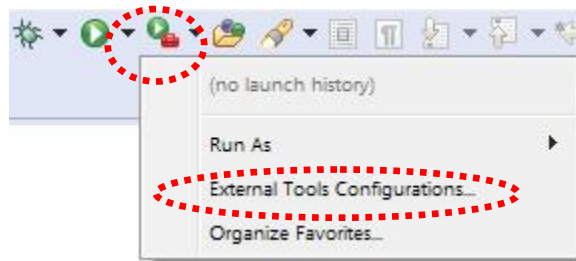 (no launch history)
Run As
External Tools Configurations...
Organize Favorites...